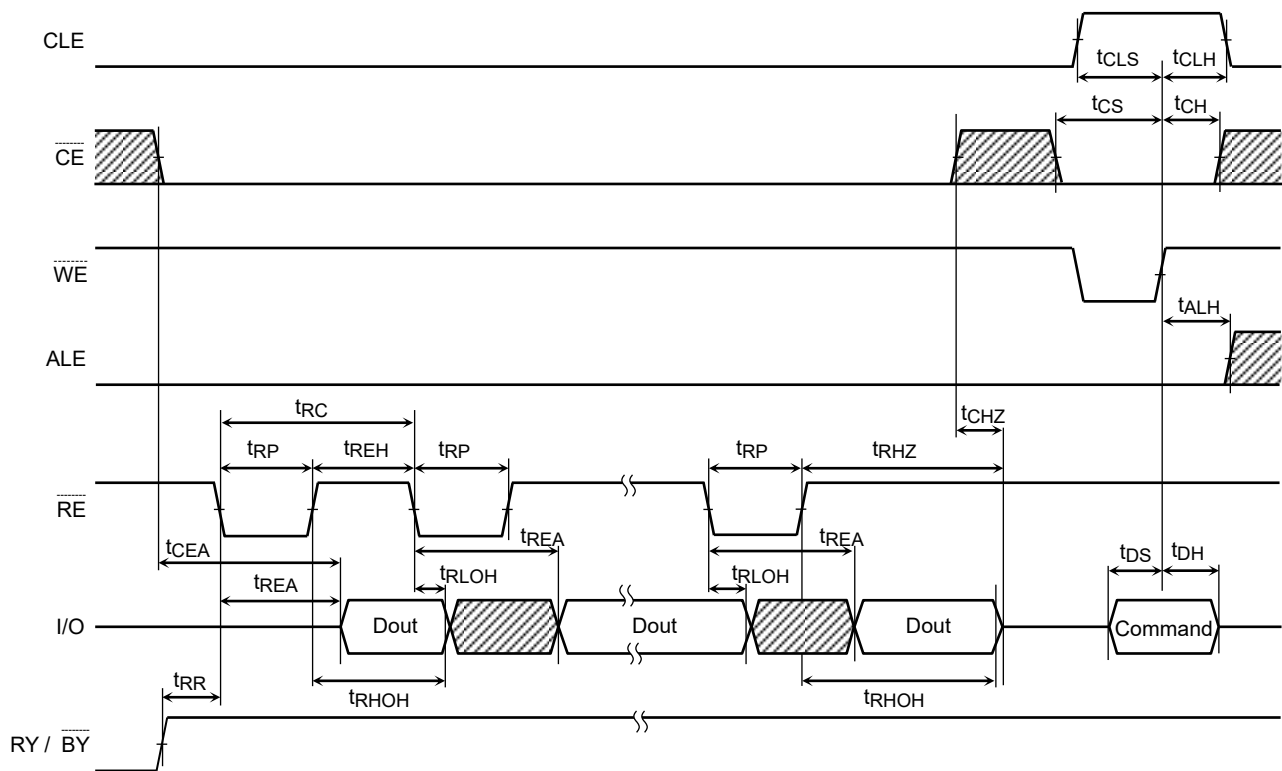 CLE
tCLS
tCLH
tCS
tCH
CE
WE
tALH
ALE
tRC
tCHZ
tRP
tREH
tRP
tRP
tRHZ
RE
tCEA
tREA
tREA
tREA
tRLOH
tRLOH
tDS
tDH
I/O
Dout
Dout
Dout
Command
tRR
tRHOH
tRHOH
RY / BY